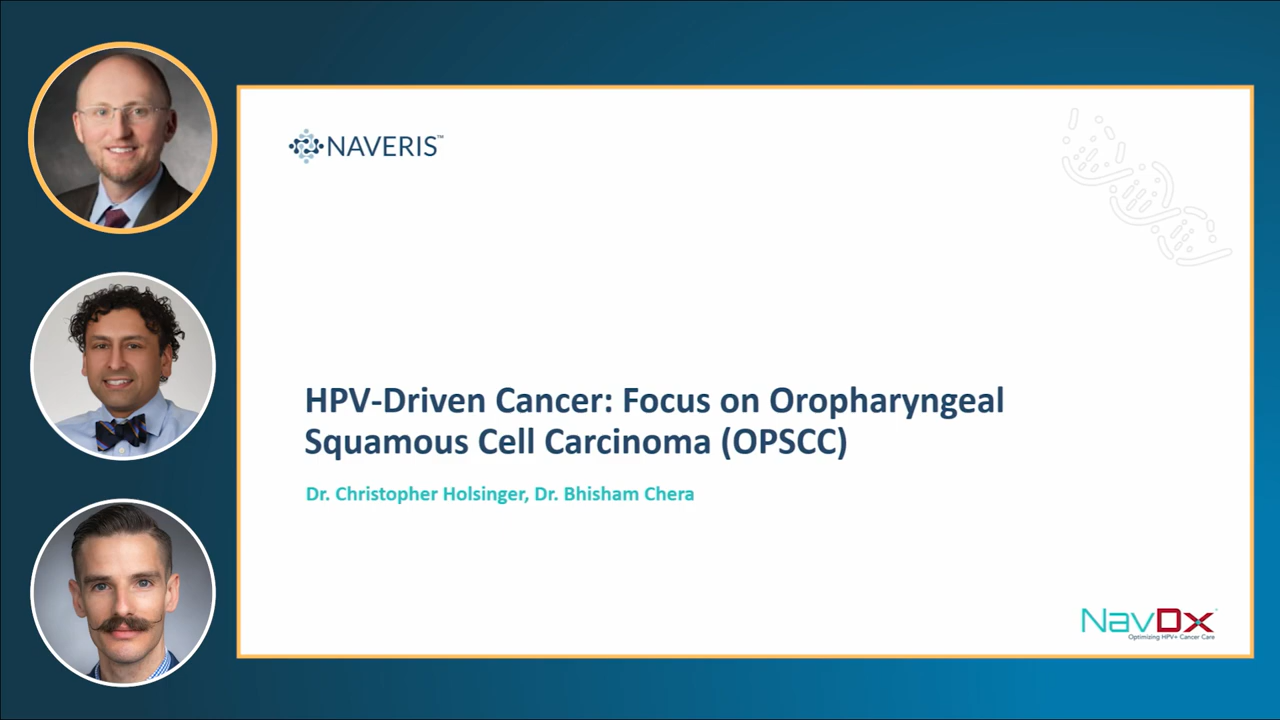 NAVERIS™
HPV-Driven Cancer: Focus on Oropharyngeal
Squamous Cell Carcinoma (OPSCC)
Dr. Christopher Holsinger, Dr. Bhisham Chera
NavDx
Optimizing HPV+ Cancer Care